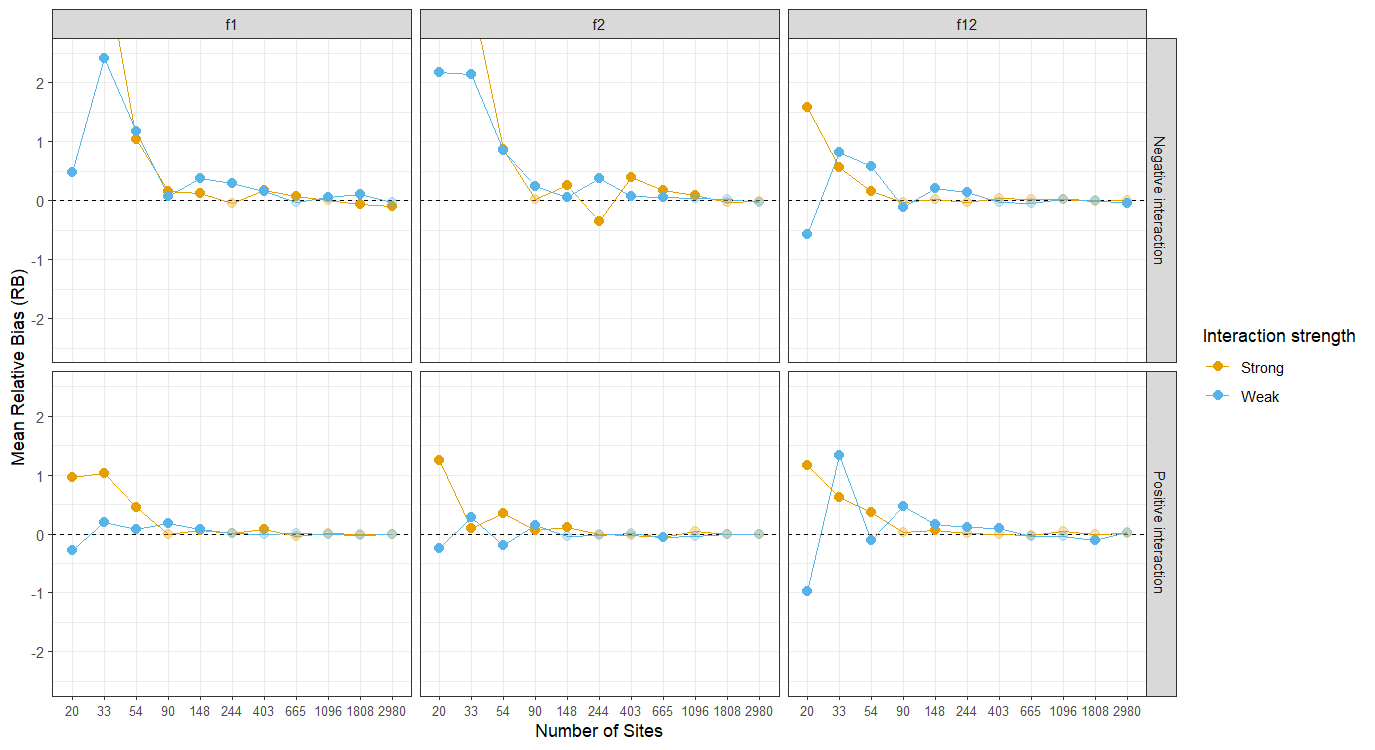 f1 f2 f12
2
1
0
-1
-2
Negative interaction
2
1
0
-1
-2
Positive interaction
Mean Relative Bias (RB)
20 33 54 90 148 244 403 665 1096 1808 2980
20 33 54 90 148 244 403 665 1096 1808 2980
20 33 54 90 148 244 403 665 1096 1808 2980
Number of Sites
Interaction strength
Strong
Weak